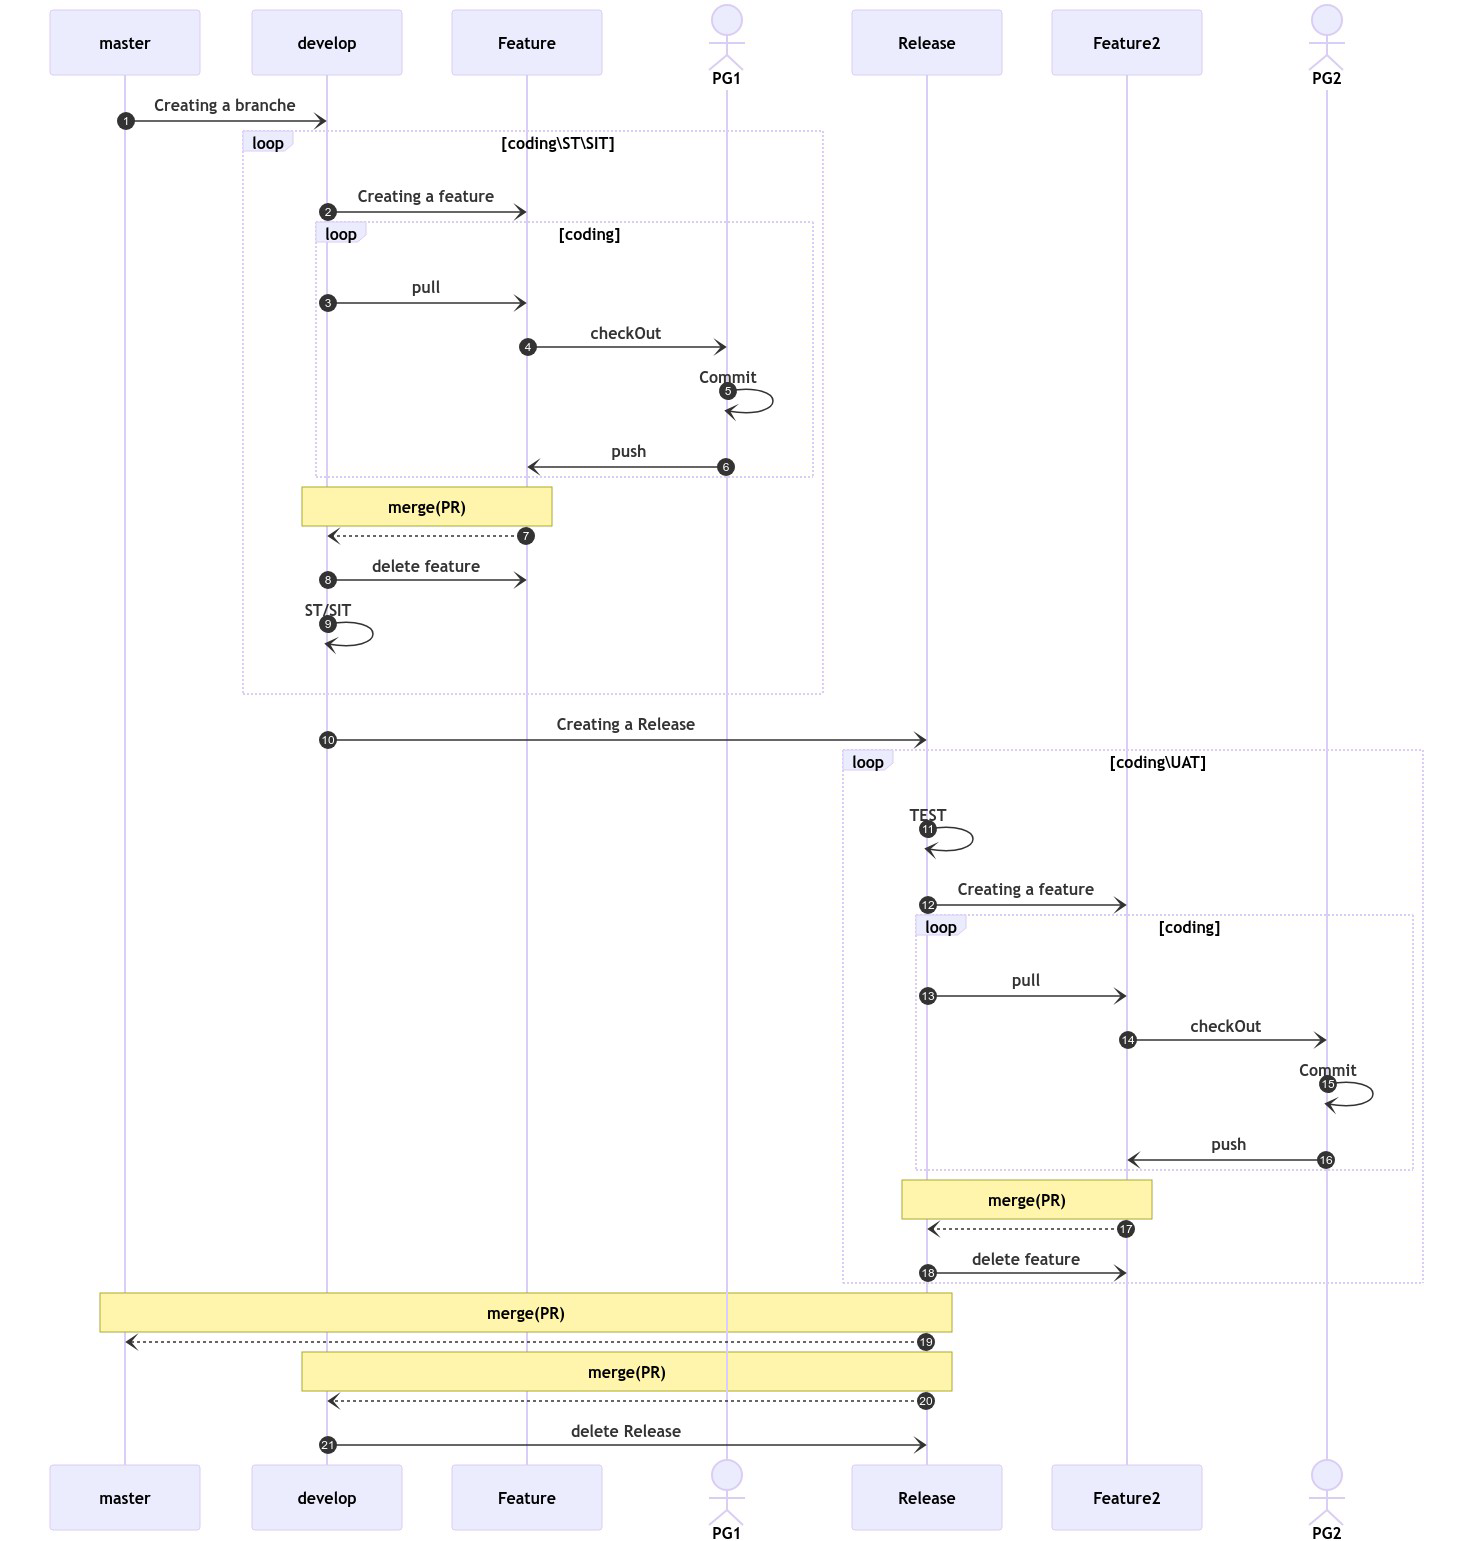 master
develop
Feature
PG1
Release
Feature2
PG2
Creating a branche
1
loop
[coding\ST\SIT]
Creating a feature
2
loop
[coding]
pull
3
checkOut
4
Commit
5
push
6
merge(PR)
7
delete feature
8
ST/SIT
9
Creating a Release
10
loop
[coding\UAT]
TEST
11
Creating a feature
12
loop
[coding]
pull
13
checkOut
14
Commit
15
push
16
merge(PR)
17
delete feature
18
merge(PR)
19
merge(PR)
20
delete Release
21
master
develop
Feature
PG1
Release
Feature2
PG2